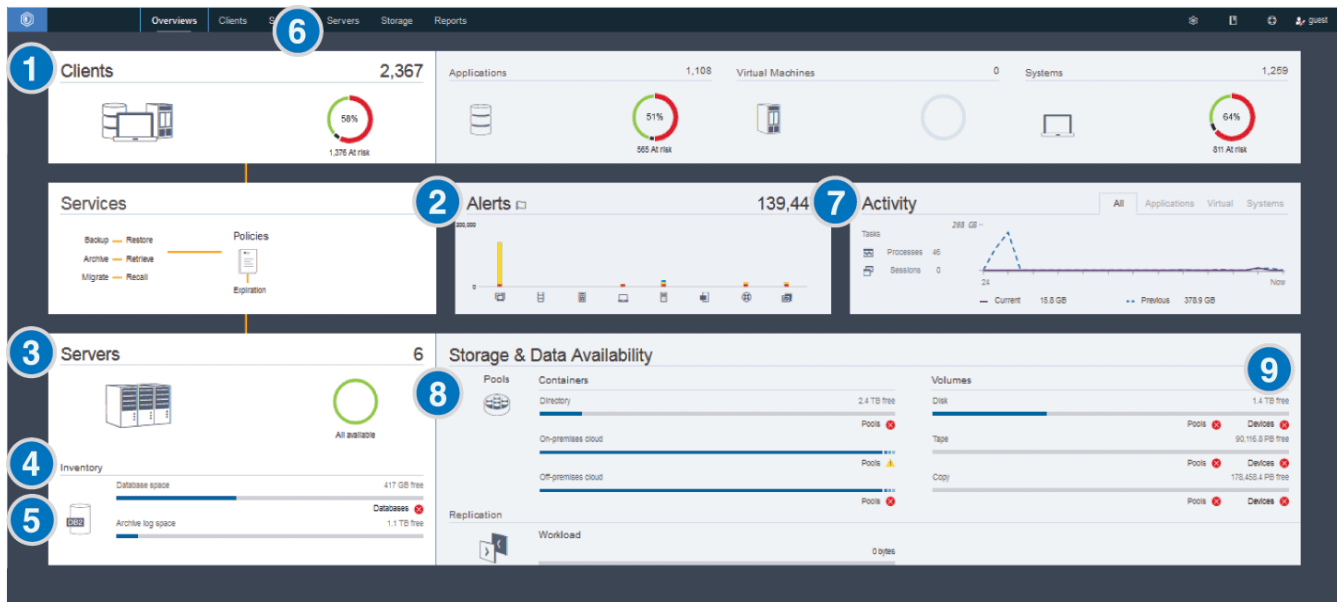 Overviews Clients Servers Storage Reports guest
6
1 Clients 2,367
Applications 1,108 Virtual Machines 0 Systems 1,259
58% 51% 64%
1,376 At risk 565 At risk 811 At risk
Services
2 Alerts 139,44
7 Activity All Applications Virtual Systems
Backup Restore
Archive Retrieve
Migrate Recall
Policies
Expiration
0
Tasks
Processes 46
Sessions 0
268 GB
24 Now
Current 15.8 GB Previous 378.9 GB
3 Servers 6
All available
4 Inventory
Database space 417 GB free
Databases
5 DB2
Archive log space 1.1 TB free
Storage & Data Availability
8 Pools Containers Volumes 9
Directory 2.4 TB free Disk 1.4 TB free
Pools Pools Devices
On-premises cloud Tape 90,116.8 PB free
Pools Pools Devices
Off-premises cloud Copy 178,458.4 PB free
Pools Pools Devices
Replication
Workload
0 bytes